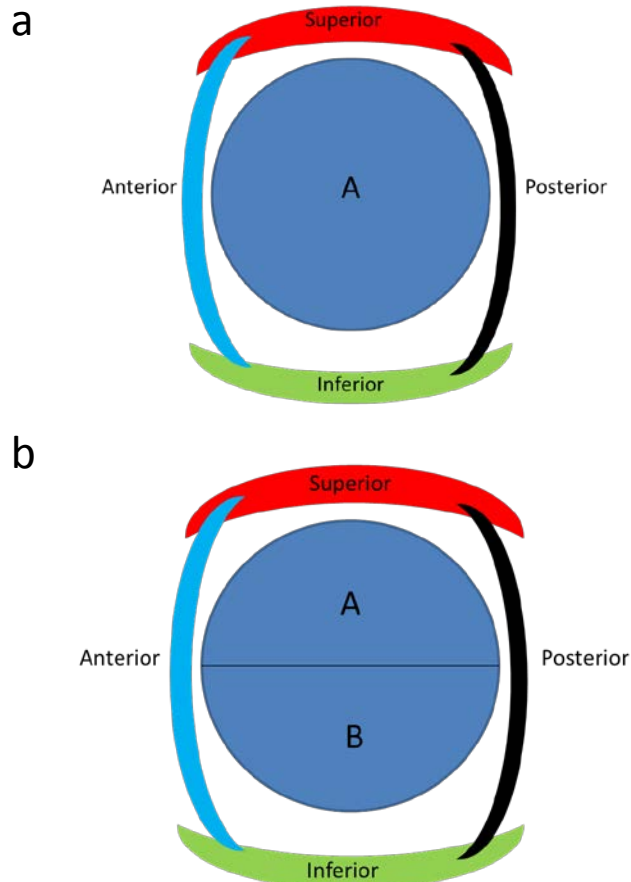 a
Superior
Anterior
A
Posterior
Inferior
b
Superior
A
Anterior
Posterior
B
Inferior